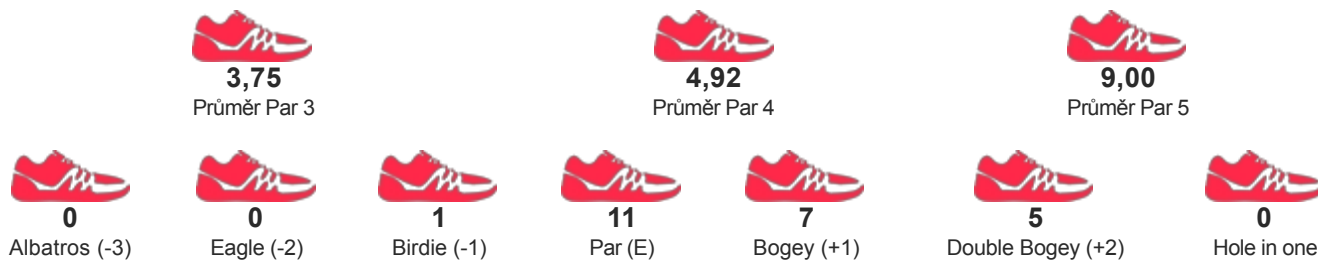 3,75 4,92 9,00
Průměr Par 3 Průměr Par 4 Průměr Par 5
0 0 1 11 7 5 0
Albatros (-3) Eagle (-2) Birdie (-1) Par (E) Bogey (+1) Double Bogey (+2) Hole in one